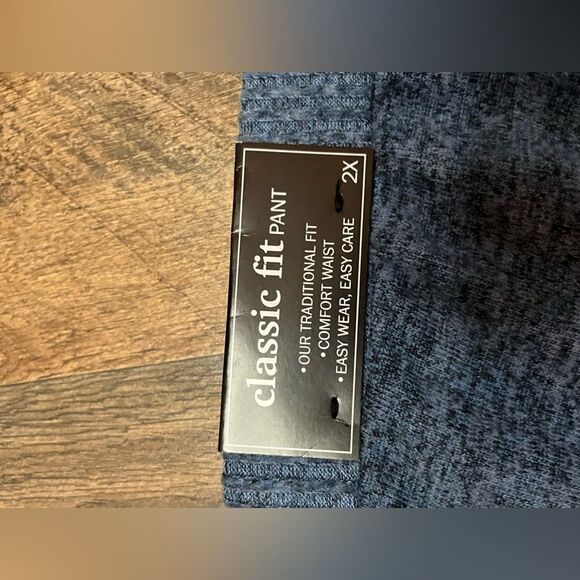 classic fit PANT
• OUR TRADITIONAL FIT
• COMFORT WAIST
• EASY WEAR, EASY CARE
2X